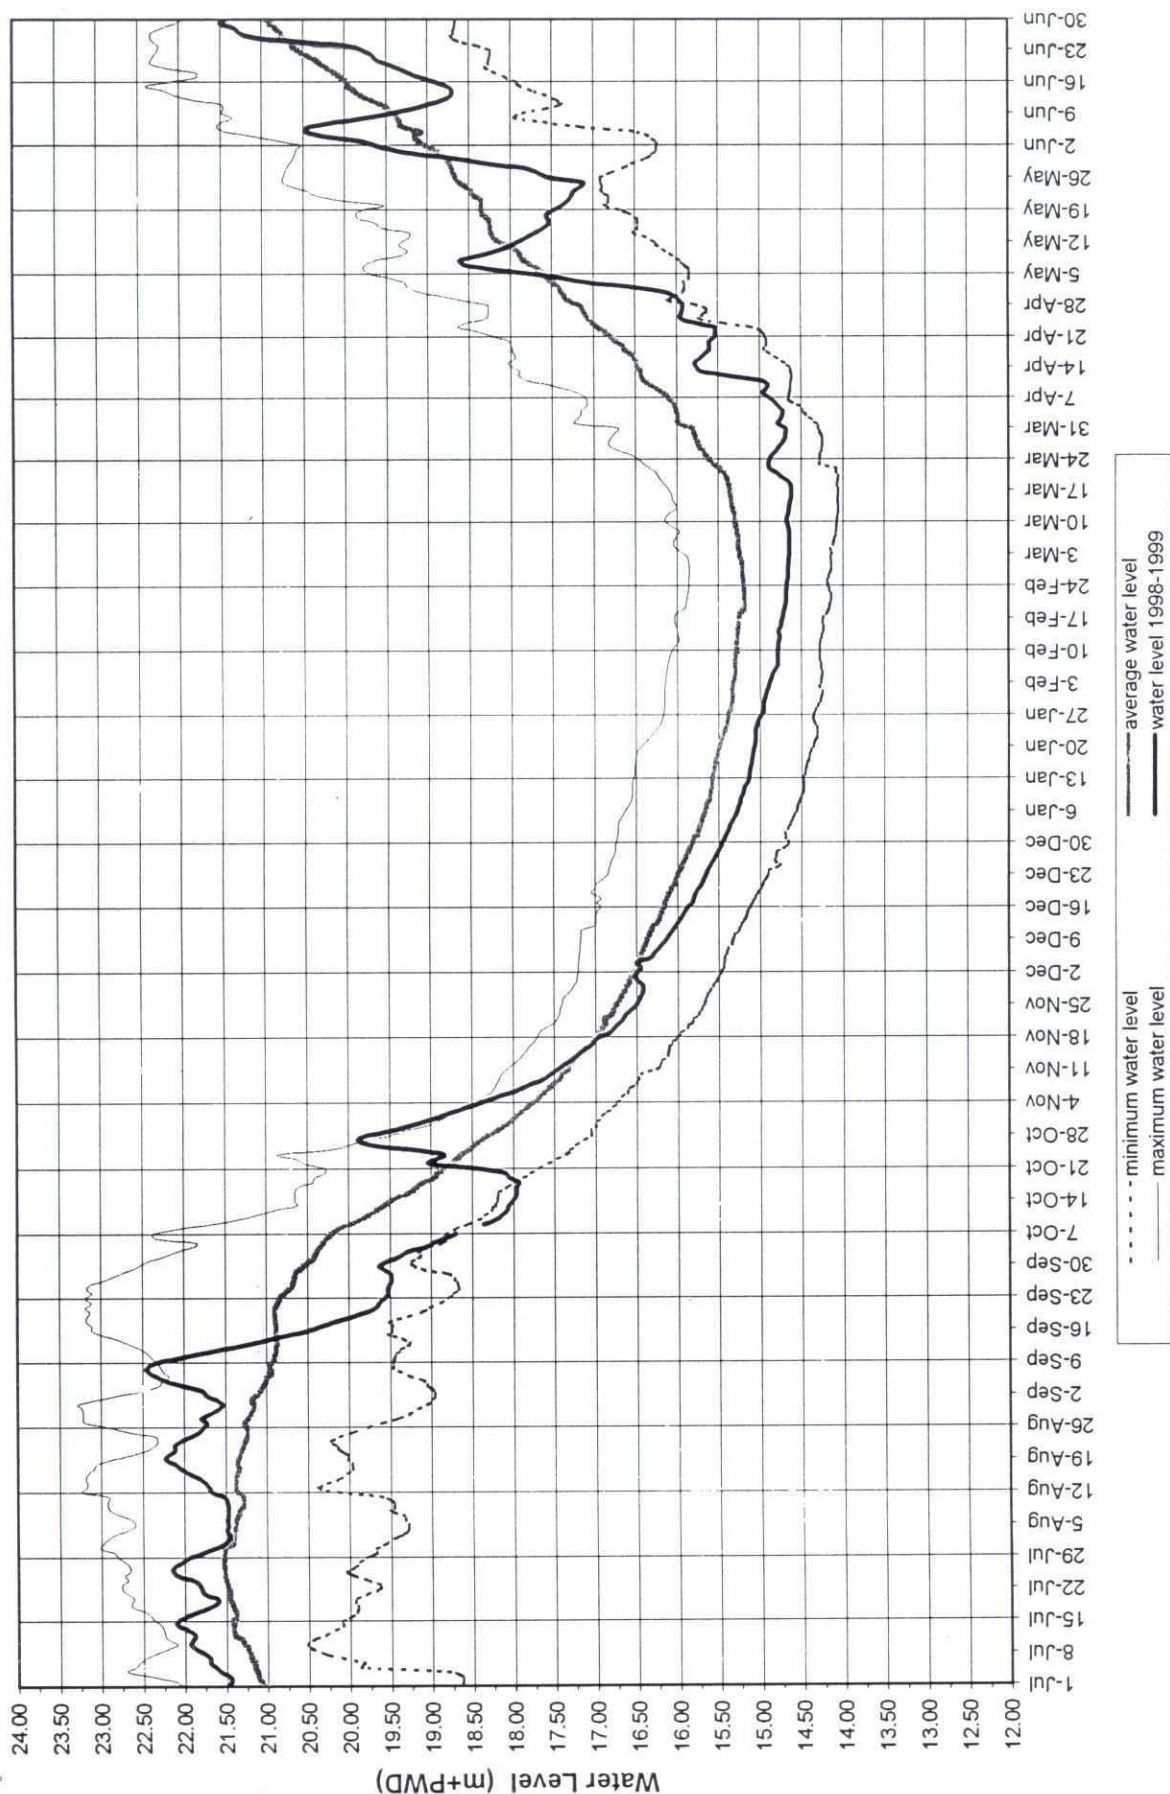 Water Level (m+PWD)
24.00
23.50
23.00
22.50
22.00
21.50
21.00
20.50
20.00
19.50
19.00
18.50
18.00
17.50
17.00
16.50
16.00
15.50
15.00
14.50
14.00
13.50
13.00
12.50
12.00
1-Jul
8-Jul
15-Jul
22-Jul
29-Jul
5-Aug
12-Aug
19-Aug
26-Aug
2-Sep
9-Sep
16-Sep
23-Sep
30-Sep
7-Oct
14-Oct
21-Oct
28-Oct
4-Nov
11-Nov
18-Nov
25-Nov
2-Dec
9-Dec
16-Dec
23-Dec
30-Dec
6-Jan
13-Jan
20-Jan
27-Jan
3-Feb
10-Feb
17-Feb
24-Feb
3-Mar
10-Mar
17-Mar
24-Mar
31-Mar
7-Apr
14-Apr
21-Apr
28-Apr
5-May
12-May
19-May
26-May
2-Jun
9-Jun
16-Jun
23-Jun
30-Jun
minimum water level
average water level
maximum water level
water level 1998-1999